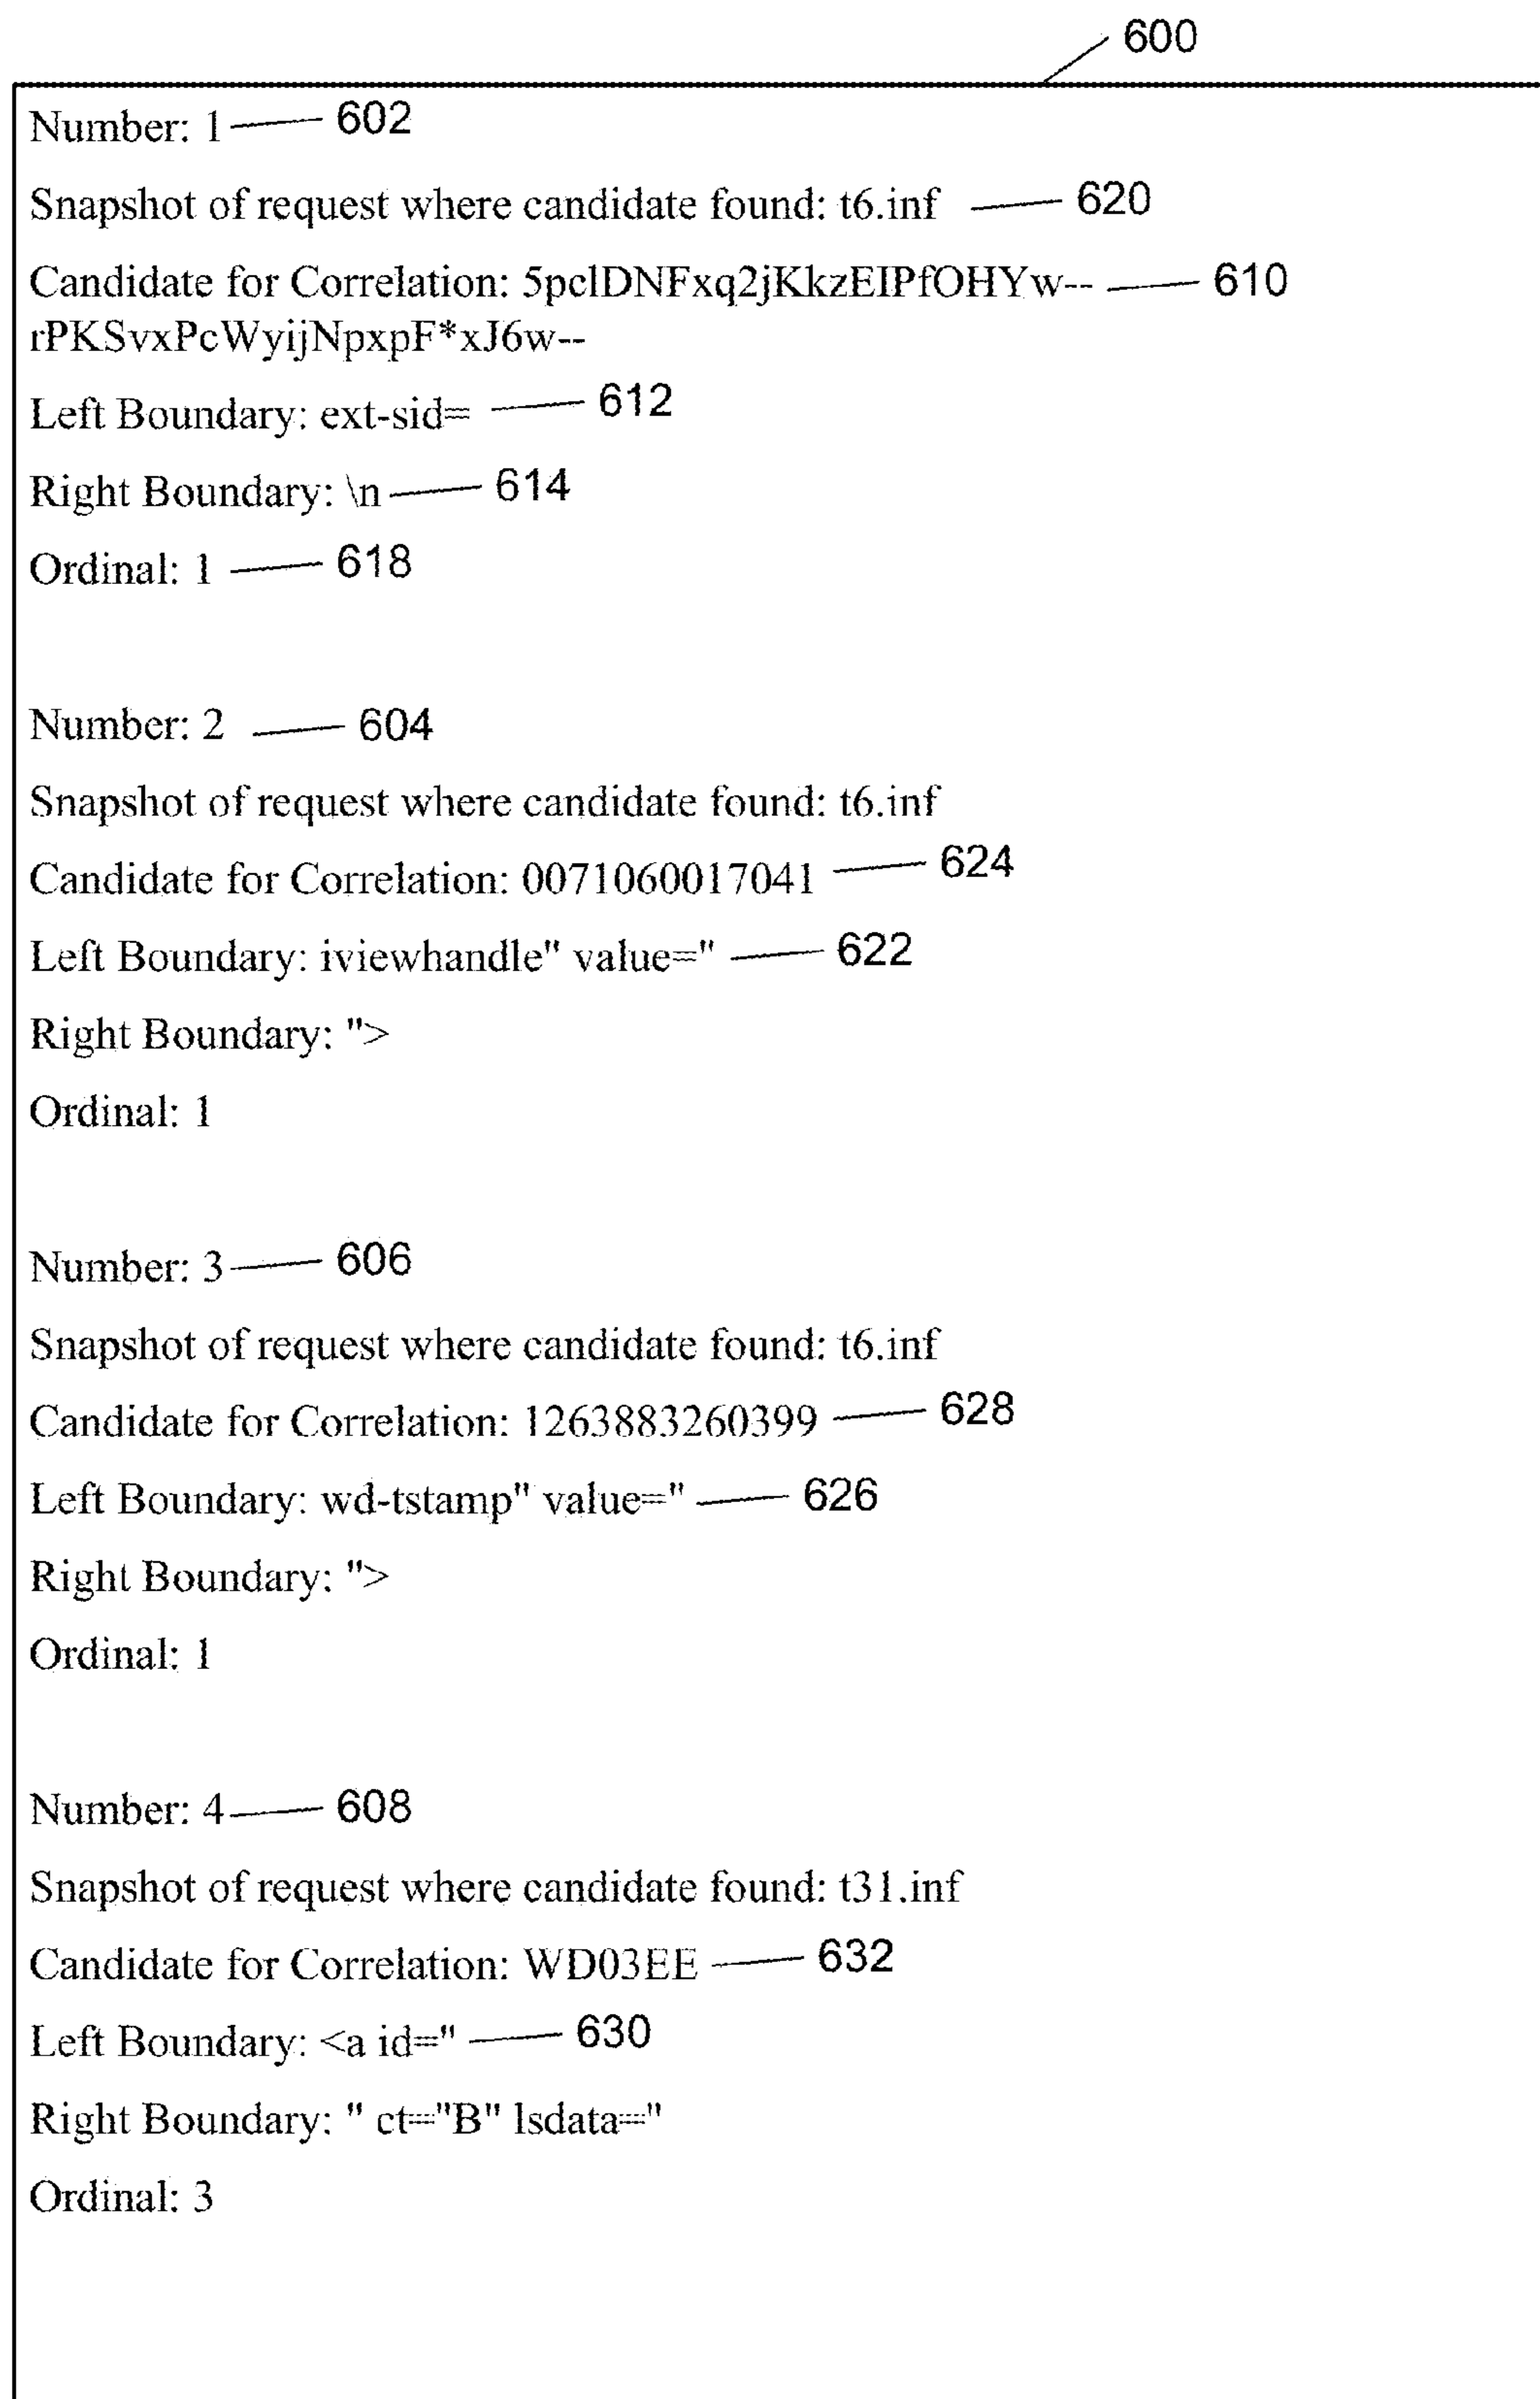 600
Number: 1 602
Snapshot of request where candidate found: t6.inf 620
Candidate for Correlation: 5pclDNFxq2jKkzEIPfOHYw-- 610
rPKSvxPcWyijNpxpF*xJ6w--
Left Boundary: ext-sid= 612
Right Boundary: \n 614
Ordinal: 1 618
Number: 2 604
Snapshot of request where candidate found: t6.inf
Candidate for Correlation: 0071060017041 624
Left Boundary: iviewhandle" value=" 622
Right Boundary: ">
Ordinal: 1
Number: 3 606
Snapshot of request where candidate found: t6.inf
Candidate for Correlation: 1263883260399 628
Left Boundary: wd-tstamp" value=" 626
Right Boundary: ">
Ordinal: 1
Number: 4 608
Snapshot of request where candidate found: t31.inf
Candidate for Correlation: WD03EE 632
Left Boundary: <a id=" 630
Right Boundary: " ct="B" lsdata="
Ordinal: 3